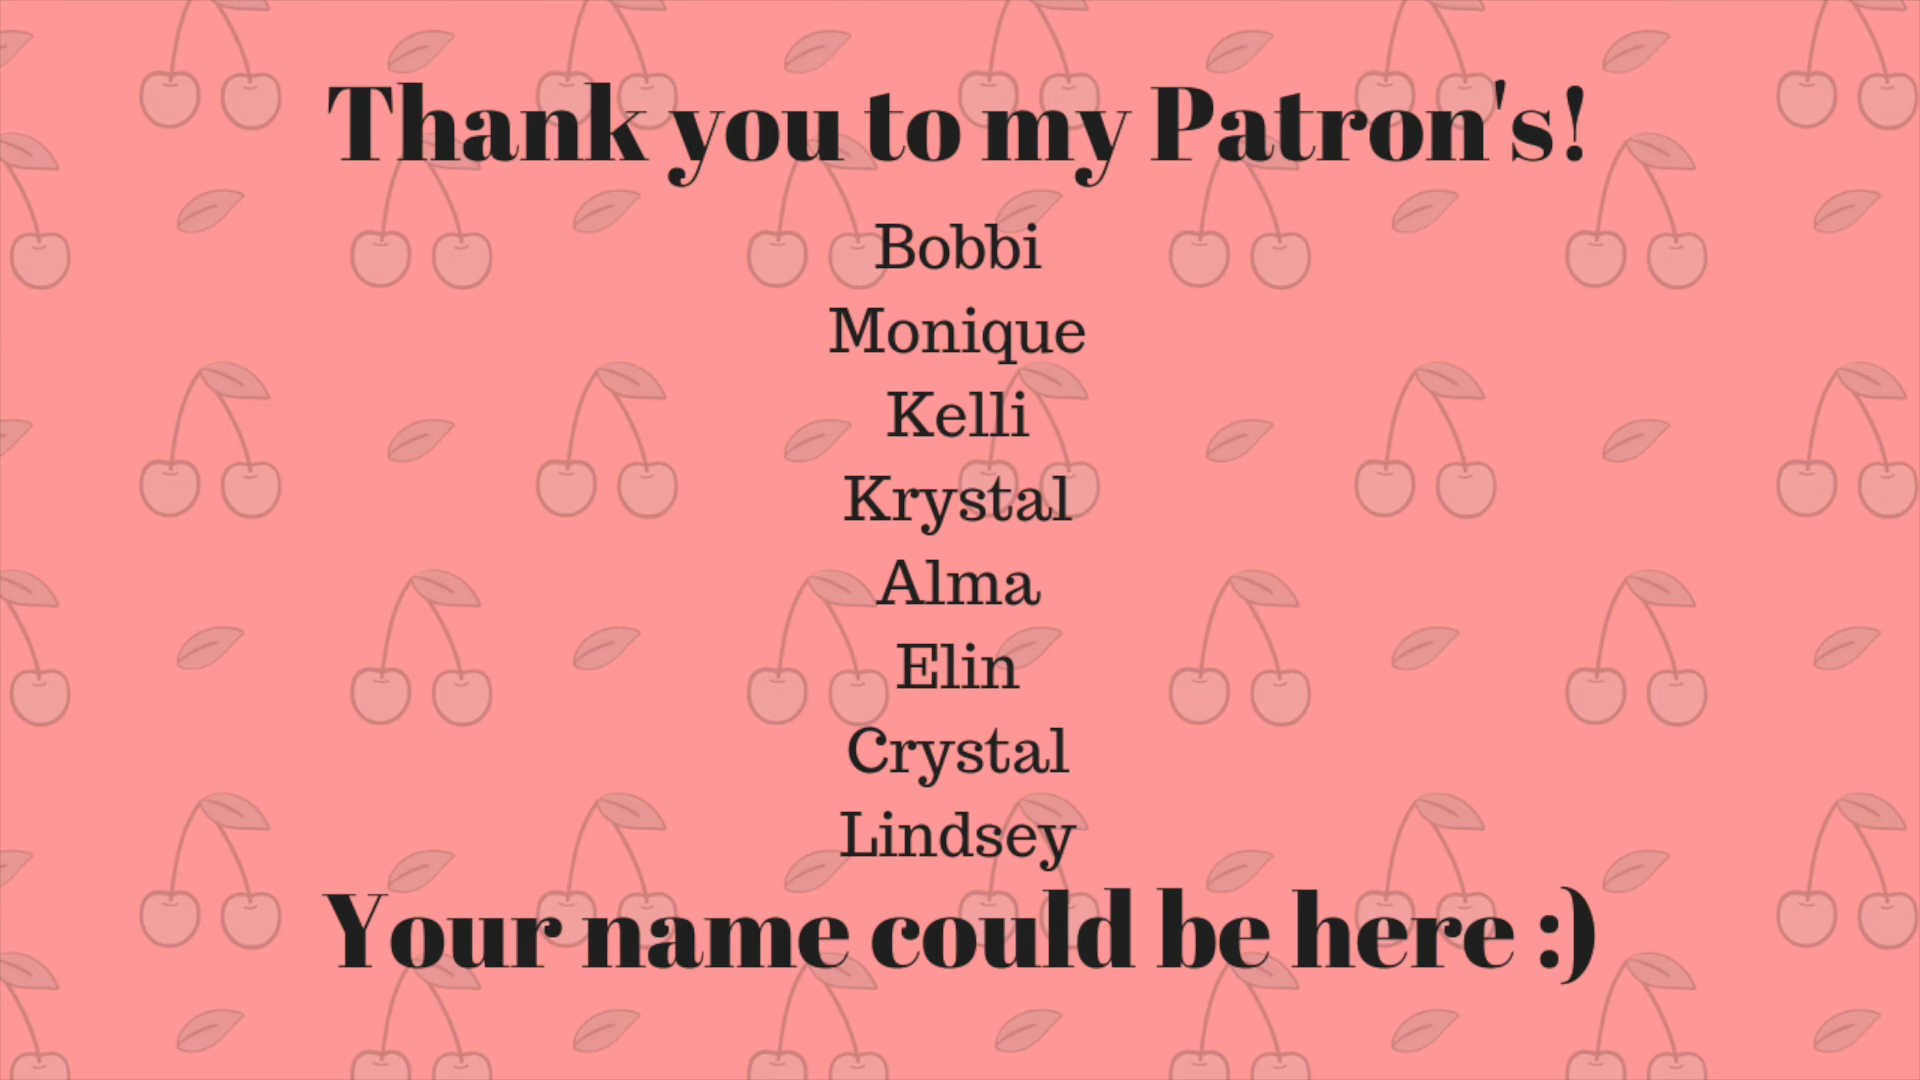 Thank you to my Patron's!
Bobbi
Monique
Kelli
Krystal
Alma
Elin
Crystal
Lindsey
Your name could be here :)